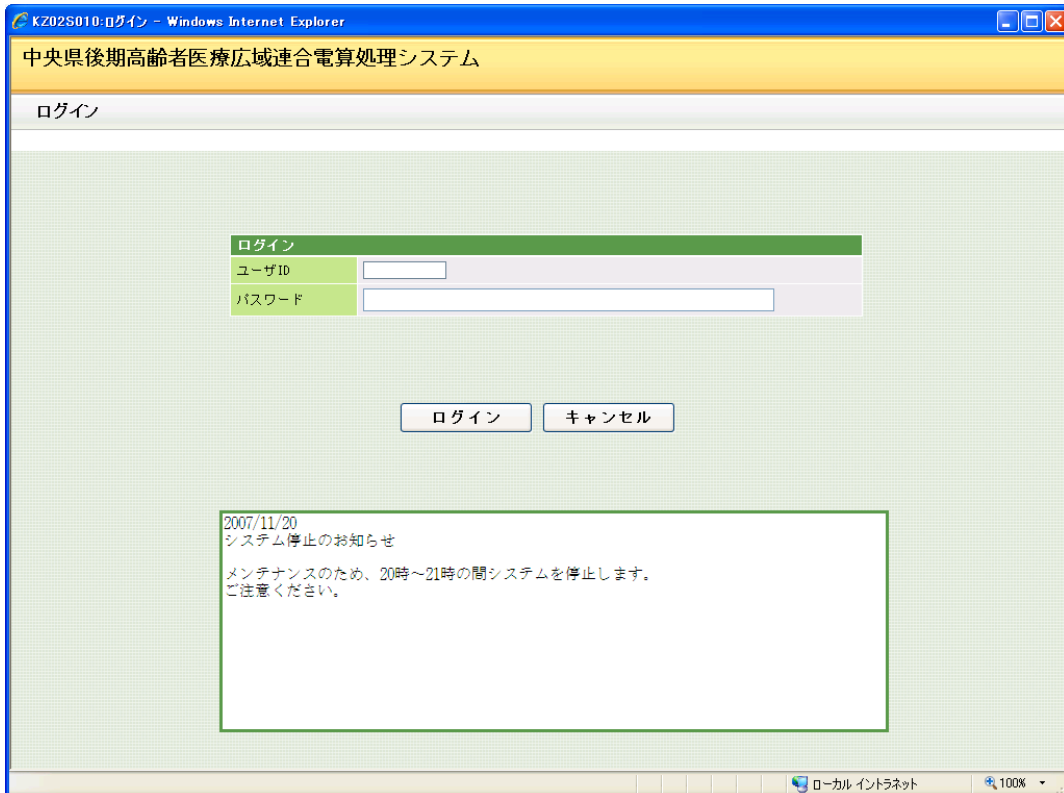 KZ02S010:ログイン - Windows Internet Explorer
中央県後期高齢者医療広域連合電算処理システム
ログイン
ログイン
ユーザID
パスワード
ログイン キャンセル
2007/11/20
システム停止のお知らせ
メンテナンスのため、20時～21時の間システムを停止します。
ご注意ください。
ローカル イントラネット 100%